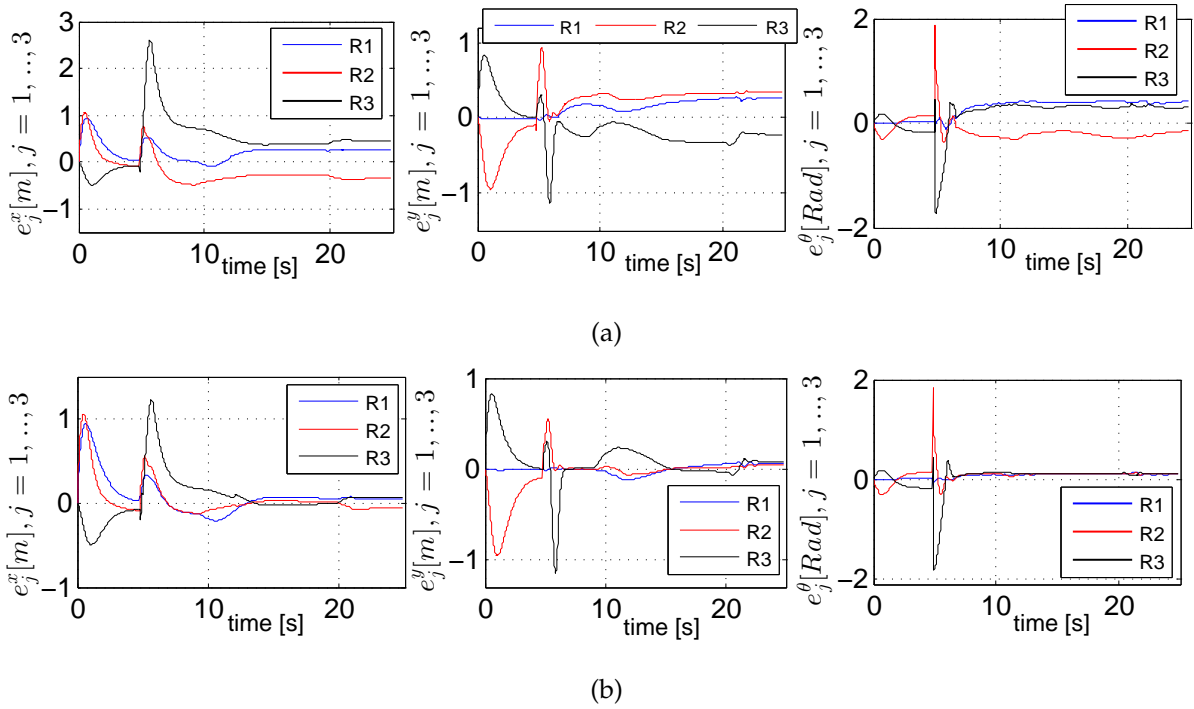 3
2
1
0
−1
0
10
20
time [s]
e_j^x[m], j = 1, .., 3
R1
R2
R3
1
0
−1
0
10
20
time [s]
e_j^y[m], j = 1, .., 3
R1 R2 R3
2
0
−2
0
10
20
time [s]
e_j^θ[Rad], j = 1, .., 3
R1
R2
R3
(a)
1
0
−1
0
10
20
time [s]
e_j^x[m], j = 1, .., 3
R1
R2
R3
1
0
−1
0
10
20
time [s]
e_j^y[m], j = 1, .., 3
R1
R2
R3
2
0
−2
0
10
20
time [s]
e_j^θ[Rad], j = 1, .., 3
R1
R2
R3
(b)